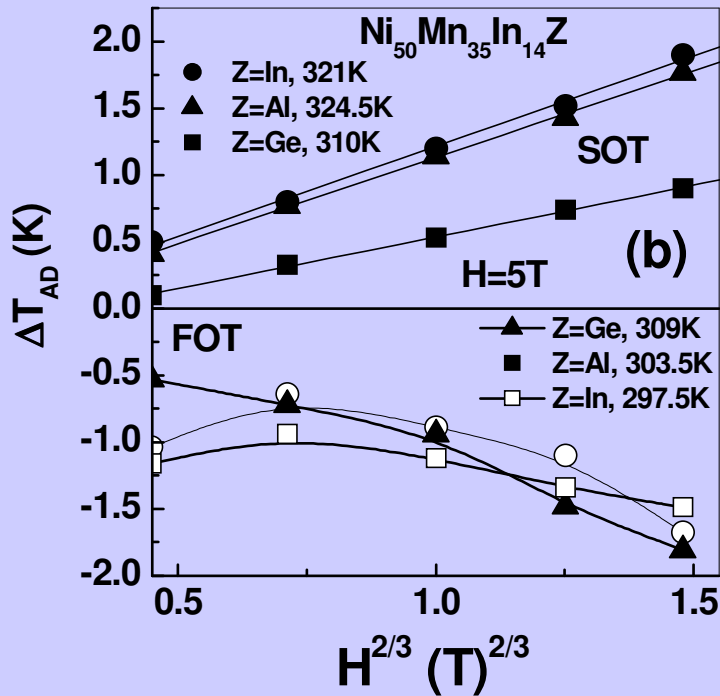 Ni50Mn35In14Z
Z=In, 321K
Z=Al, 324.5K
Z=Ge, 310K
SOT
(b)
H=5T
FOT
Z=Ge, 309K
Z=Al, 303.5K
Z=In, 297.5K
2.0
1.5
1.0
0.5
0.0
-0.5
-1.0
-1.5
-2.0
ΔT_AD (K)
0.5
1.0
1.5
H^2/3 (T)^2/3